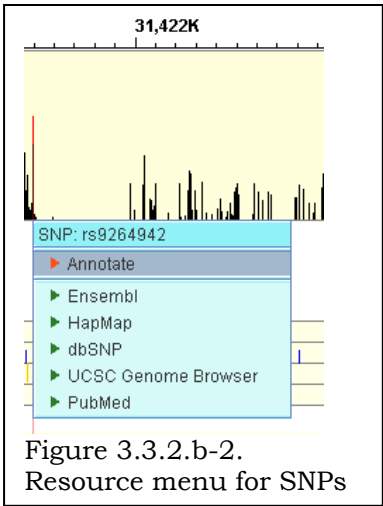 31,422K
SNP: rs9264942
Annotate
Ensembl
HapMap
dbSNP
UCSC Genome Browser
PubMed
Figure 3.3.2.b-2.
Resource menu for SNPs